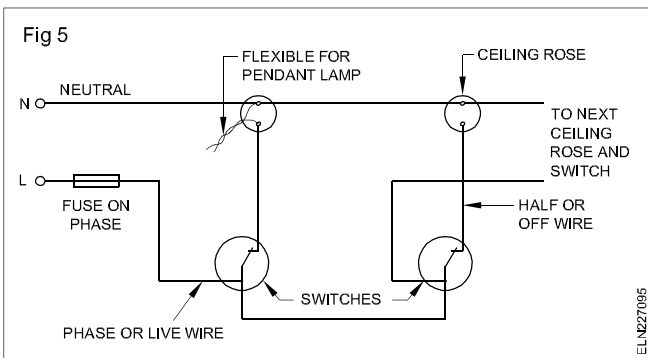 Fig 5
FLEXIBLE FOR
PENDANT LAMP
CEILING ROSE
N
NEUTRAL
TO NEXT
CEILING
ROSE AND
SWITCH
L
FUSE ON
PHASE
HALF OR
OFF WIRE
SWITCHES
PHASE OR LIVE WIRE
ELN227095